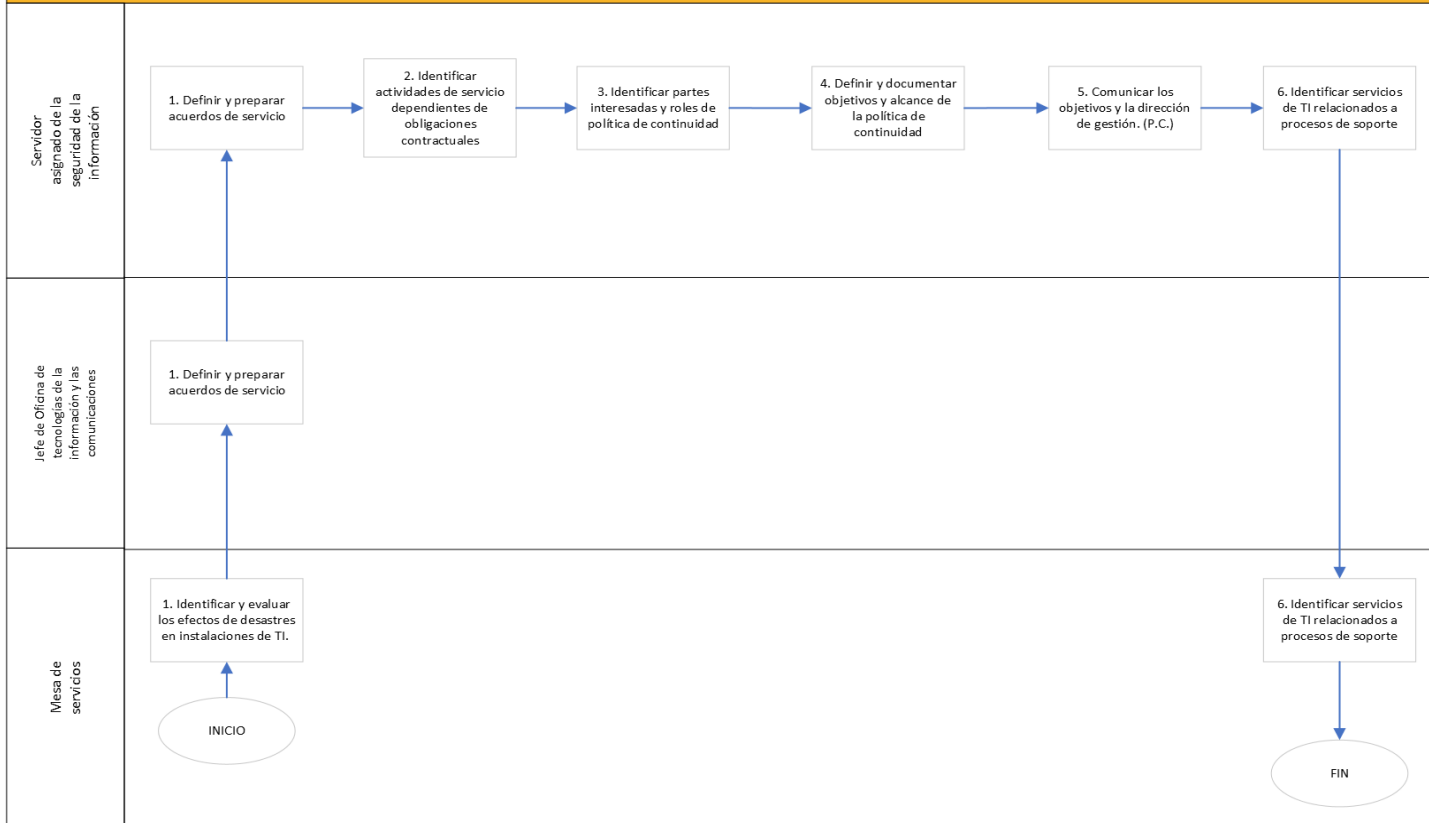 Servidor
asignado de la
seguridad de la
información
1. Definir y preparar
acuerdos de servicio
2. Identificar
actividades de servicio
dependientes de
obligaciones
contractuales
3. Identificar partes
interesadas y roles de
política de continuidad
4. Definir y documentar
objetivos y alcance de
la política de
continuidad
5. Comunicar los
objetivos y la dirección
de gestión. (P.C.)
6. Identificar servicios
de TI relacionados a
procesos de soporte
Jefe de Oficina de
tecnologías de la
información y las
comunicaciones
1. Definir y preparar
acuerdos de servicio
Mesa de
servicios
1. Identificar y evaluar
los efectos de desastres
en instalaciones de TI.
INICIO
6. Identificar servicios
de TI relacionados a
procesos de soporte
FIN